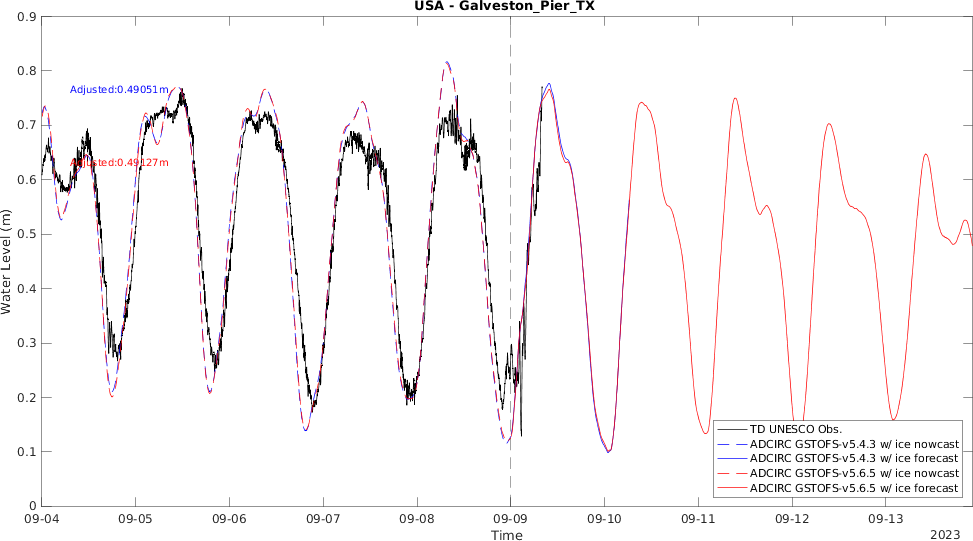 USA - Galveston_Pier_TX
0.9
0.8
0.7
0.6
0.5
0.4
0.3
0.2
0.1
0
Water Level (m)
Adjusted:0.49051m
Adjusted:0.49127m
TD UNESCO Obs.
ADCIRC GSTOFS-v5.4.3 w/ ice nowcast
ADCIRC GSTOFS-v5.4.3 w/ ice forecast
ADCIRC GSTOFS-v5.6.5 w/ ice nowcast
ADCIRC GSTOFS-v5.6.5 w/ ice forecast
09-04 09-05 09-06 09-07 09-08 09-09 09-10 09-11 09-12 09-13
Time
2023